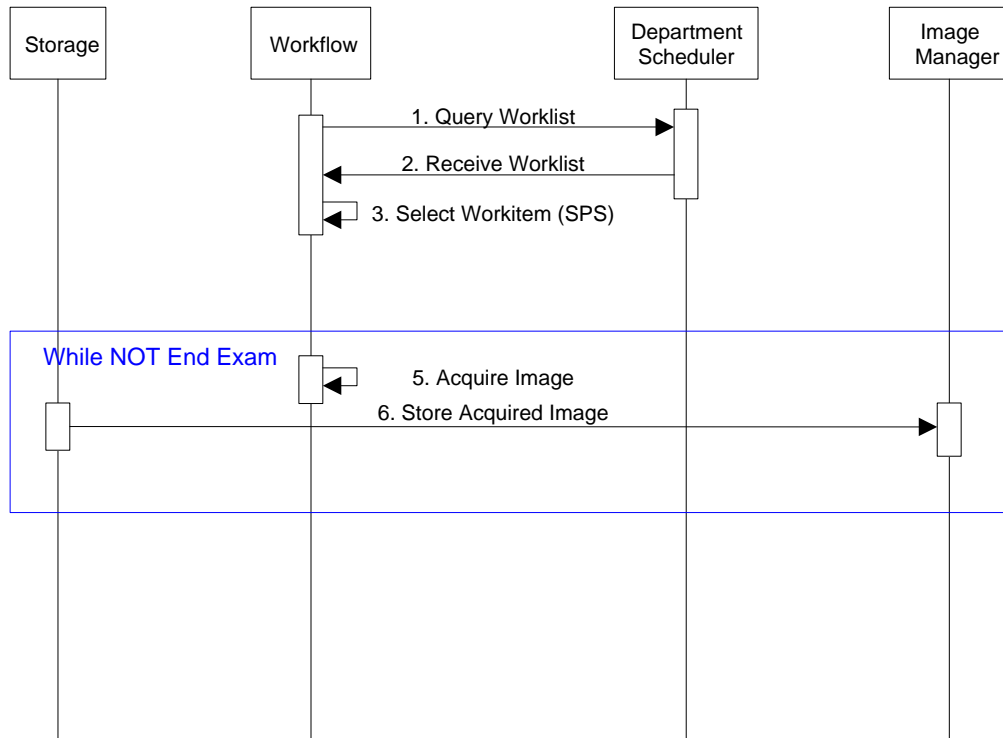 Storage
Workflow
Department
Scheduler
Image
Manager
1. Query Worklist
2. Receive Worklist
3. Select Workitem (SPS)
While NOT End Exam
5. Acquire Image
6. Store Acquired Image